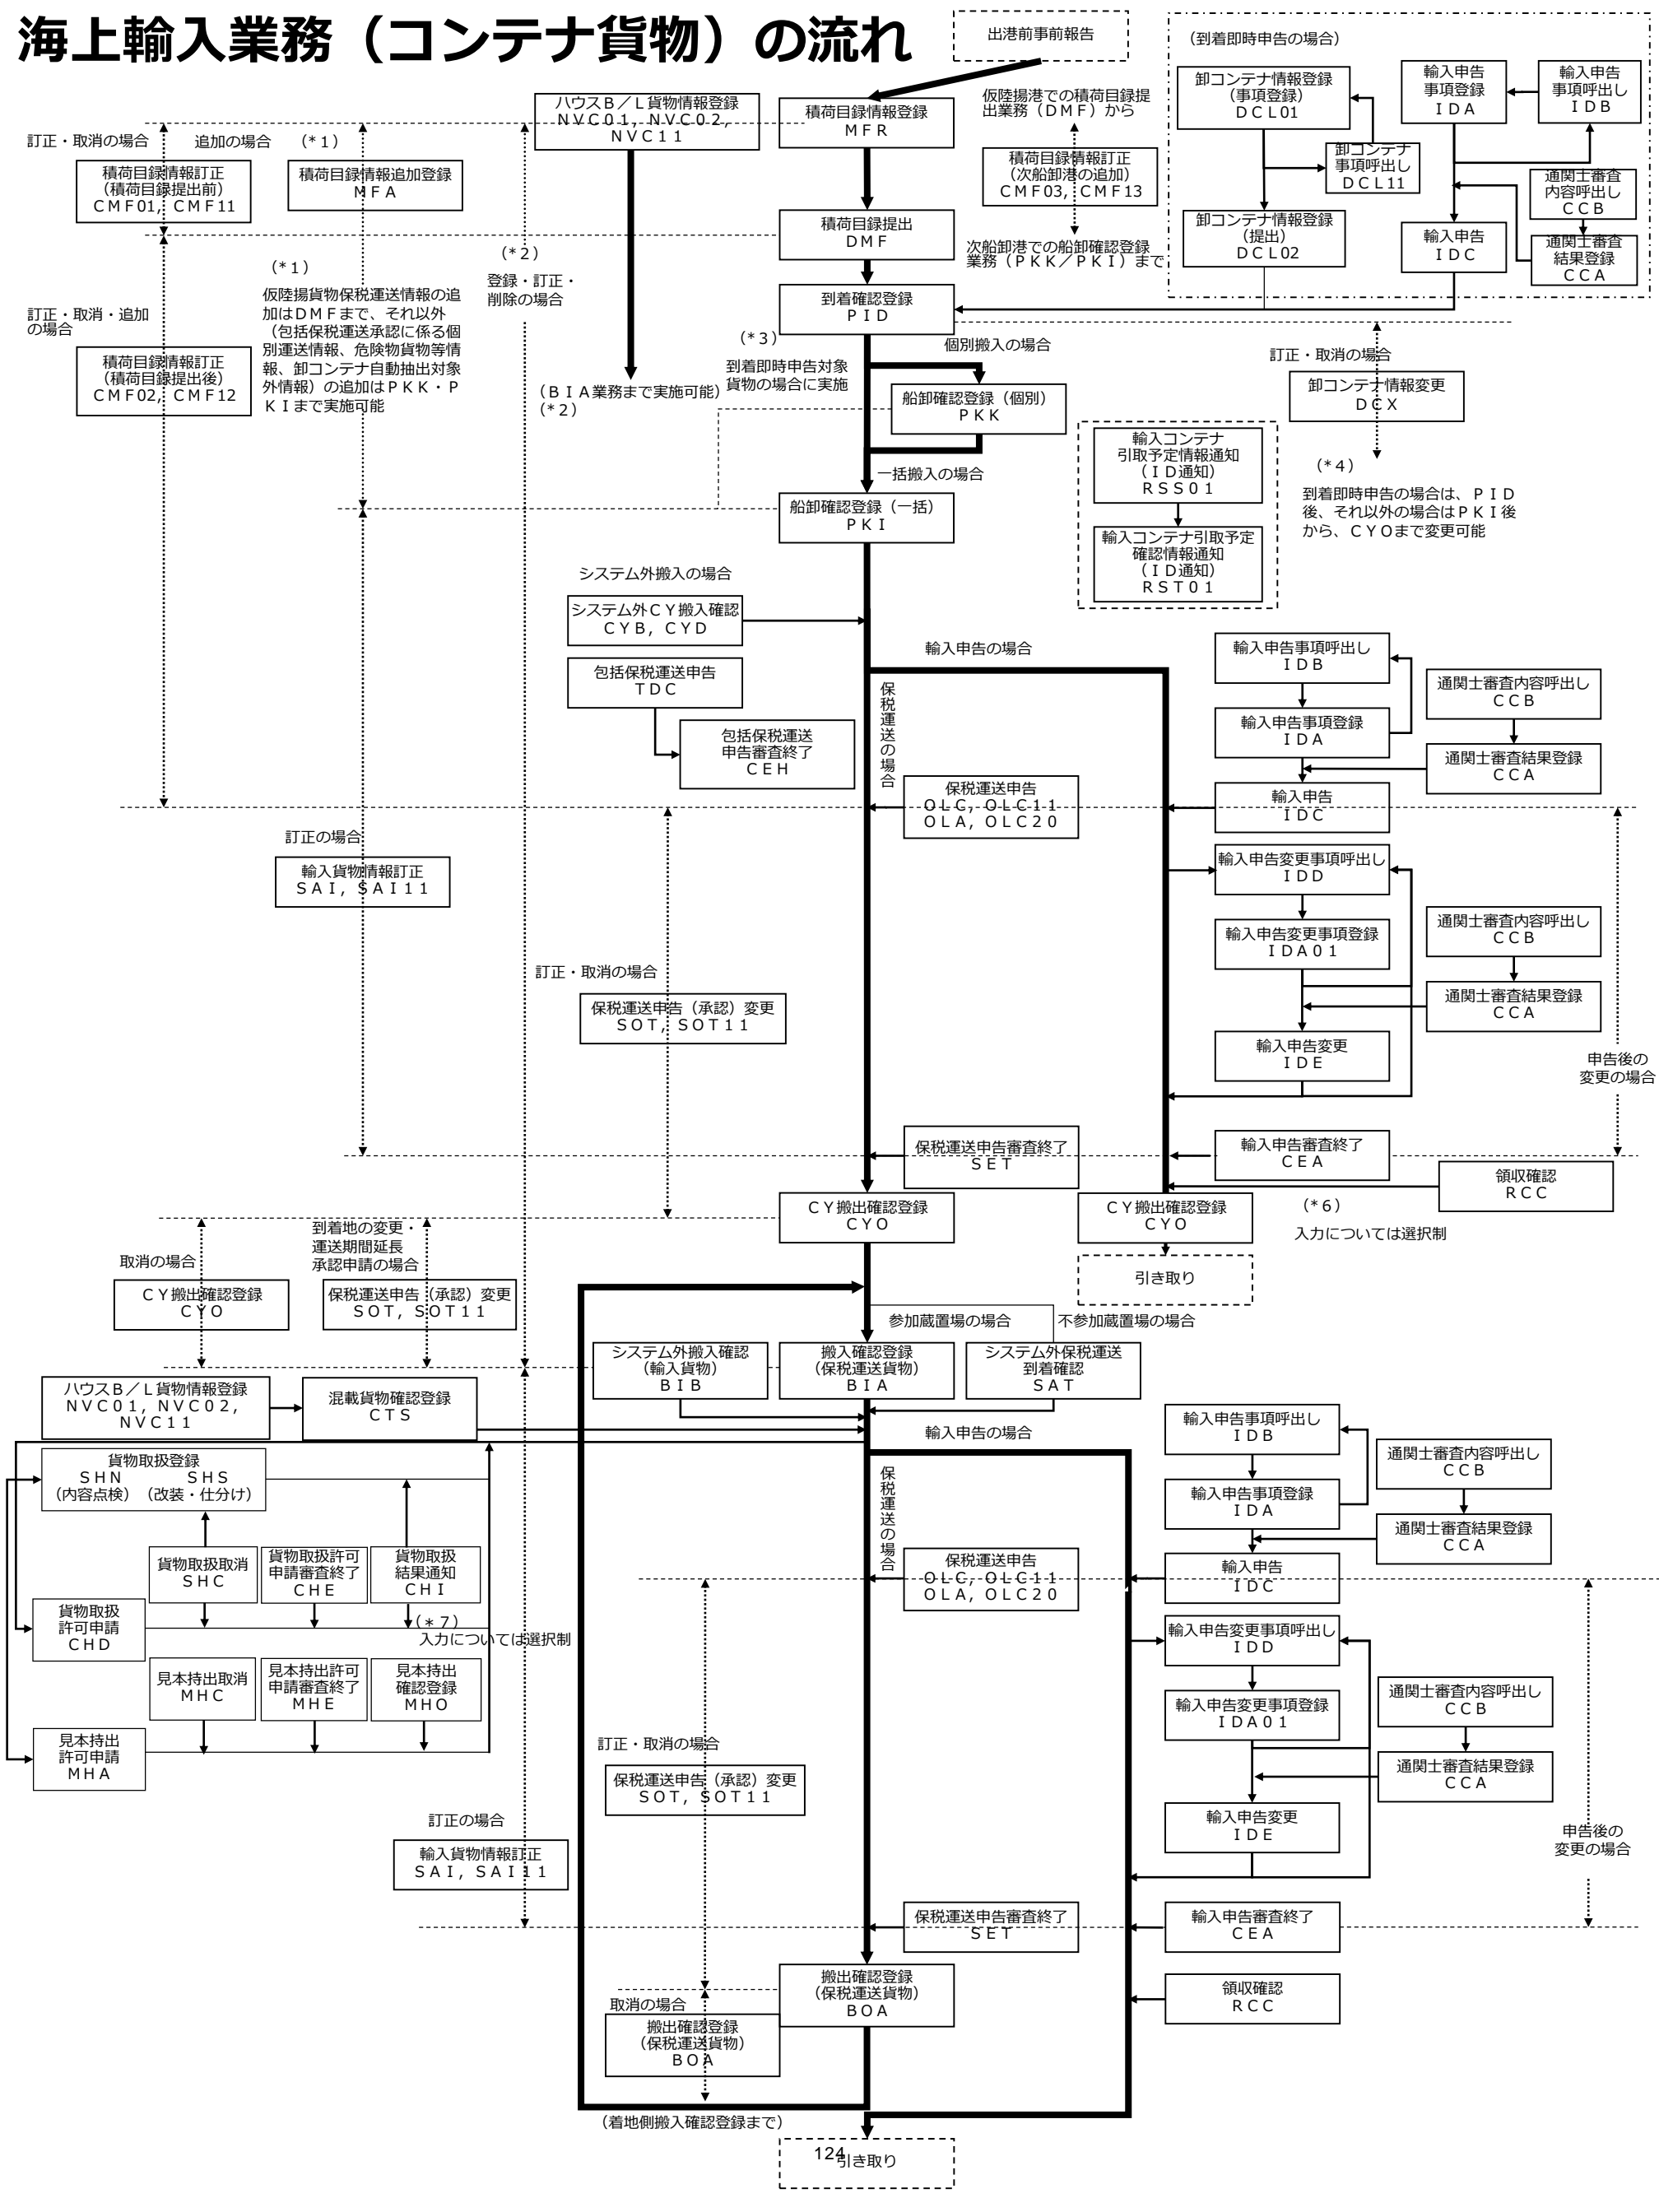 海上輸入業務（コンテナ貨物）の流れ
出港前事前報告
（到着即時申告の場合）
卸コンテナ情報登録
（事項登録）
ＤＣＬ01
輸入申告
事項登録
ＩＤＡ
輸入申告
事項呼出し
ＩＤＢ
卸コンテナ
事項呼出し
ＤＣＬ11
通関士審査
内容呼出し
ＣＣＢ
卸コンテナ情報登録
（提出）
ＤＣＬ02
輸入申告
ＩＤＣ
通関士審査
結果登録
ＣＣＡ
ハウスＢ／Ｌ貨物情報登録
ＮＶＣ０１，ＮＶＣ０２，
ＮＶＣ１１
積荷目録情報登録
ＭＦＲ
仮陸揚港での積荷目録提
出業務（ＤＭＦ）から
積荷目録情報訂正
（次船卸港の追加）
ＣＭＦ03，ＣＭＦ13
次船卸港での船卸確認登録
業務（ＰＫＫ／ＰＫＩ）まで
訂正・取消の場合
追加の場合
（*１）
積荷目録情報訂正
（積荷目録提出前）
ＣＭＦ01，ＣＭＦ11
積荷目録情報追加登録
ＭＦＡ
積荷目録提出
ＤＭＦ
（*２）
登録・訂正・
削除の場合
（*１）
仮陸揚貨物保税運送情報の追
加はＤＭＦまで、それ以外
（包括保税運送承認に係る個
別運送情報、危険物貨物等情
報、卸コンテナ自動抽出対象
外情報）の追加はＰＫＫ・Ｐ
ＫＩまで実施可能
訂正・取消・追加
の場合
積荷目録情報訂正
（積荷目録提出後）
ＣＭＦ02，ＣＭＦ12
到着確認登録
ＰＩＤ
（*３）
到着即時申告対象
貨物の場合に実施
（ＢＩＡ業務まで実施可能）
（*２）
個別搬入の場合
船卸確認登録（個別）
ＰＫＫ
一括搬入の場合
船卸確認登録（一括）
ＰＫＩ
訂正・取消の場合
卸コンテナ情報変更
ＤＣＸ
（*４）
到着即時申告の場合は、ＰＩＤ
後、それ以外の場合はＰＫＩ後
から、ＣＹＯまで変更可能
輸入コンテナ
引取予定情報通知
（ＩＤ通知）
ＲＳＳ０１
輸入コンテナ引取予定
確認情報通知
（ＩＤ通知）
ＲＳＴ０１
システム外搬入の場合
システム外ＣＹ搬入確認
ＣＹＢ，ＣＹＤ
包括保税運送申告
ＴＤＣ
包括保税運送
申告審査終了
ＣＥＨ
輸入申告の場合
保税運送の場合
輸入申告事項呼出し
ＩＤＢ
輸入申告事項登録
ＩＤＡ
通関士審査内容呼出し
ＣＣＢ
通関士審査結果登録
ＣＣＡ
保税運送申告
ＯＬＣ，ＯＬＣ１１
ＯＬＡ，ＯＬＣ２０
輸入申告
ＩＤＣ
訂正の場合
輸入貨物情報訂正
ＳＡＩ，ＳＡＩ１１
輸入申告変更事項呼出し
ＩＤＤ
輸入申告変更事項登録
ＩＤＡ０１
通関士審査内容呼出し
ＣＣＢ
通関士審査結果登録
ＣＣＡ
訂正・取消の場合
保税運送申告（承認）変更
ＳＯＴ，ＳＯＴ１１
輸入申告変更
ＩＤＥ
申告後の
変更の場合
保税運送申告審査終了
ＳＥＴ
輸入申告審査終了
ＣＥＡ
領収確認
ＲＣＣ
（*６）
入力については選択制
ＣＹ搬出確認登録
ＣＹＯ
ＣＹ搬出確認登録
ＣＹＯ
引き取り
取消の場合
到着地の変更・
運送期間延長
承認申請の場合
ＣＹ搬出確認登録
ＣＹＯ
保税運送申告（承認）変更
ＳＯＴ，ＳＯＴ１１
参加蔵置場の場合
不参加蔵置場の場合
システム外搬入確認
（輸入貨物）
ＢＩＢ
搬入確認登録
（保税運送貨物）
ＢＩＡ
システム外保税運送
到着確認
ＳＡＴ
ハウスＢ／Ｌ貨物情報登録
ＮＶＣ０１，ＮＶＣ０２，
ＮＶＣ１１
混載貨物確認登録
ＣＴＳ
輸入申告の場合
保税運送の場合
貨物取扱登録
ＳＨＮ　ＳＨＳ
（内容点検）（改装・仕分け）
貨物取扱取消
ＳＨＣ
貨物取扱許可
申請審査終了
ＣＨＥ
貨物取扱
結果通知
ＣＨＩ
貨物取扱
許可申請
ＣＨＤ
（*７）
入力については選択制
見本持出取消
ＭＨＣ
見本持出許可
申請審査終了
ＭＨＥ
見本持出
確認登録
ＭＨＯ
見本持出
許可申請
ＭＨＡ
輸入申告事項呼出し
ＩＤＢ
輸入申告事項登録
ＩＤＡ
通関士審査内容呼出し
ＣＣＢ
通関士審査結果登録
ＣＣＡ
保税運送申告
ＯＬＣ，ＯＬＣ１１
ＯＬＡ，ＯＬＣ２０
輸入申告
ＩＤＣ
輸入申告変更事項呼出し
ＩＤＤ
輸入申告変更事項登録
ＩＤＡ０１
通関士審査内容呼出し
ＣＣＢ
通関士審査結果登録
ＣＣＡ
訂正・取消の場合
保税運送申告（承認）変更
ＳＯＴ，ＳＯＴ１１
訂正の場合
輸入貨物情報訂正
ＳＡＩ，ＳＡＩ１１
輸入申告変更
ＩＤＥ
申告後の
変更の場合
保税運送申告審査終了
ＳＥＴ
輸入申告審査終了
ＣＥＡ
搬出確認登録
（保税運送貨物）
ＢＯＡ
領収確認
ＲＣＣ
取消の場合
搬出確認登録
（保税運送貨物）
ＢＯＡ
（着地側搬入確認登録まで）
124
引き取り